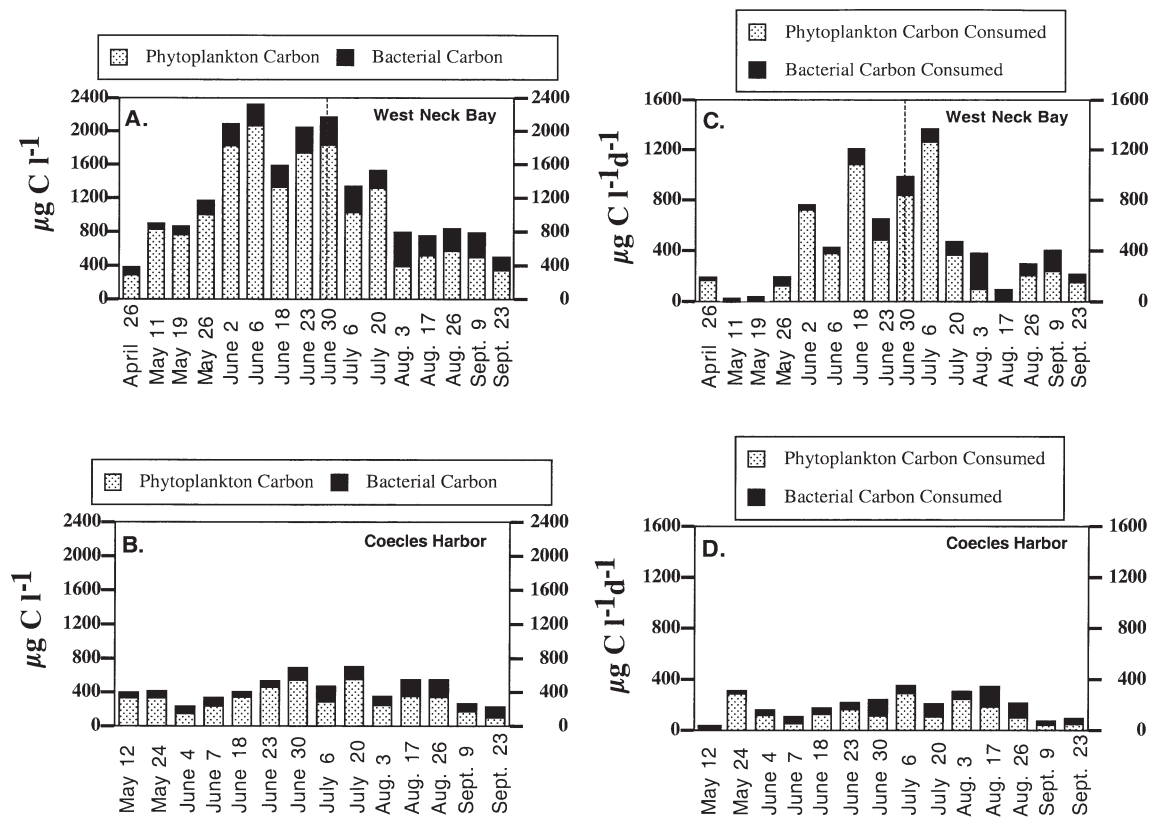 Phytoplankton Carbon Bacterial Carbon
2400 2400
2000 2000
1600 1600
1200 1200
800 800
400 400
0 0
µg C l-1
A.
West Neck Bay
April 26
May 11
May 19
May 26
June 2
June 6
June 18
June 23
June 30
July 6
July 20
Aug. 3
Aug. 17
Aug. 26
Sept. 9
Sept. 23
Phytoplankton Carbon Consumed
Bacterial Carbon Consumed
1600 1600
1200 1200
800 800
400 400
0 0
µg C l-1d-1
C.
West Neck Bay
April 26
May 11
May 19
May 26
June 2
June 6
June 18
June 23
June 30
July 6
July 20
Aug. 3
Aug. 17
Aug. 26
Sept. 9
Sept. 23
Phytoplankton Carbon Bacterial Carbon
2400 2400
2000 2000
1600 1600
1200 1200
800 800
400 400
0 0
µg C l-1
B.
Coecles Harbor
May 12
May 24
June 4
June 7
June 18
June 23
June 30
July 6
July 20
Aug. 3
Aug. 17
Aug. 26
Sept. 9
Sept. 23
Phytoplankton Carbon Consumed
Bacterial Carbon Consumed
1600 1600
1200 1200
800 800
400 400
0 0
µg C l-1d-1
D.
Coecles Harbor
May 12
May 24
June 4
June 7
June 18
June 23
June 30
July 6
July 20
Aug. 3
Aug. 17
Aug. 26
Sept. 9
Sept. 23